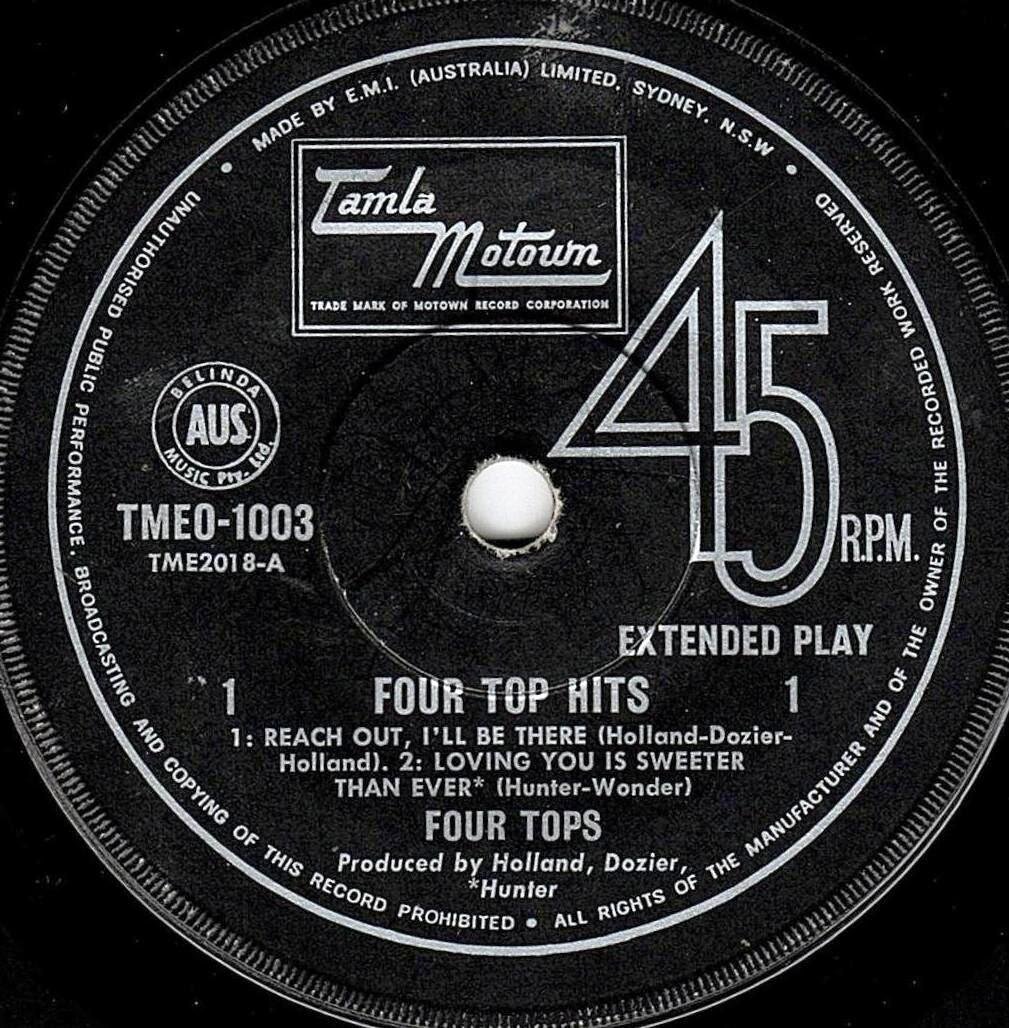 MADE BY E.M.I. (AUSTRALIA) LIMITED. SYDNEY. N.S.W
Tamla
Motown
TRADE MARK OF MOTOWN RECORD CORPORATION
45
R.P.M.
BELINDA
AUS
MUSIC Pty. Ltd.
TMEO-1003
TME2018-A
EXTENDED PLAY
1 FOUR TOP HITS 1
1: REACH OUT, I'LL BE THERE (Holland-Dozier-
Holland). 2: LOVING YOU IS SWEETER
THAN EVER* (Hunter-Wonder)
FOUR TOPS
Produced by Holland, Dozier,
*Hunter
UNAUTHORISED PUBLIC PERFORMANCE. BROADCASTING AND COPYING OF THIS RECORD PROHIBITED • ALL RIGHTS OF THE MANUFACTURER AND OF THE OWNER OF THE RECORDED WORK RESERVED